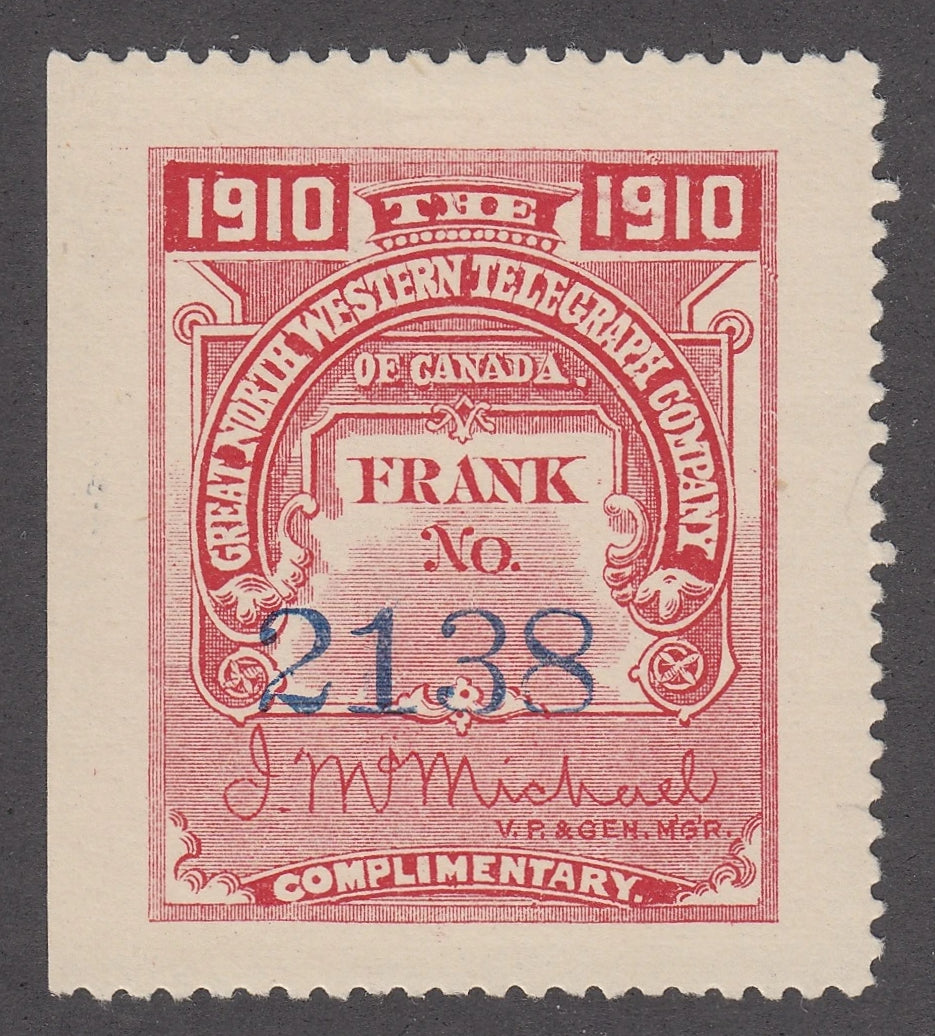 1910 THE 1910
GREAT NORTH WESTERN TELEGRAPH COMPANY
OF CANADA.
FRANK
No.
2138
J. McMichael
V. P. & GEN. MGR.
COMPLIMENTARY.